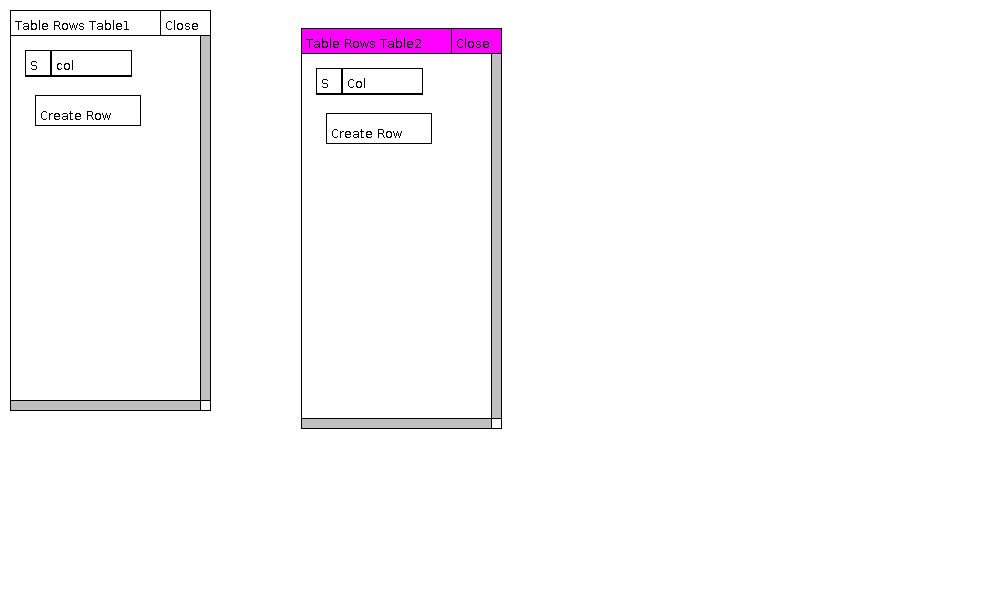 Table Rows Table1 Close
S col
Create Row
Table Rows Table2 Close
S Col
Create Row